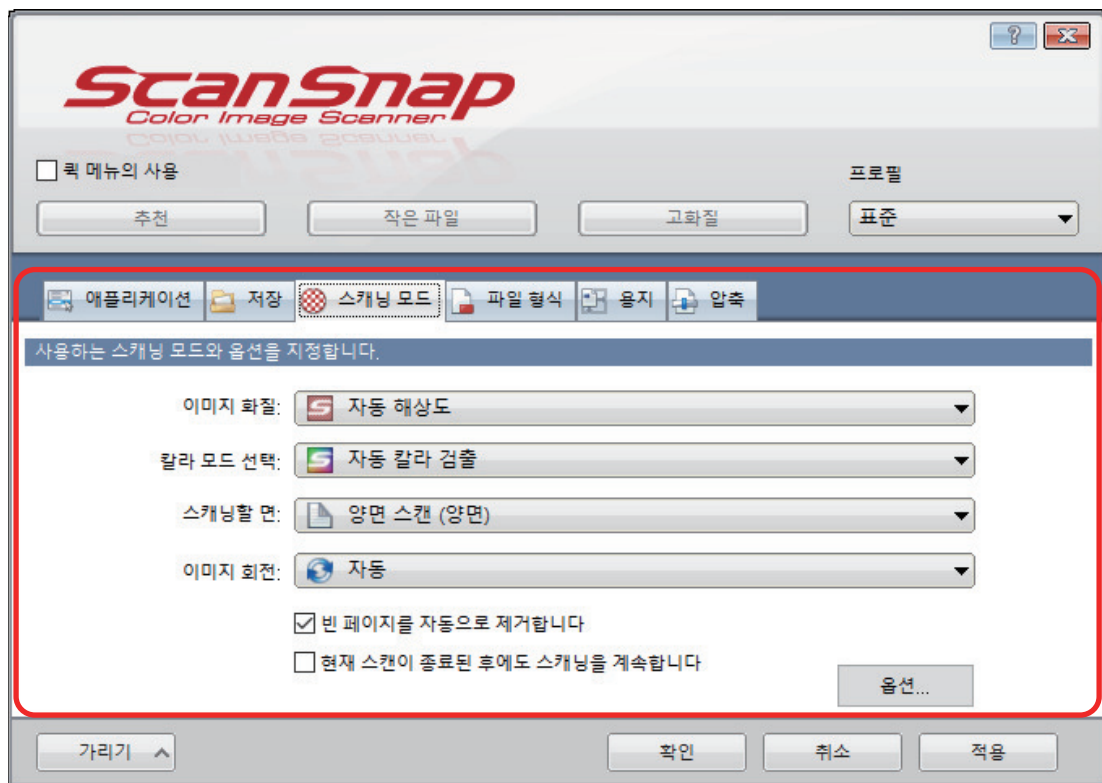 ScanSnap
Color Image Scanner
퀵 메뉴의 사용
프로필
추천
작은 파일
고화질
표준
애플리케이션
저장
스캐닝 모드
파일 형식
용지
압축
사용하는 스캐닝 모드와 옵션을 지정합니다.
이미지 화질: 자동 해상도
칼라 모드 선택: 자동 칼라 검출
스캐닝할 면: 양면 스캔 (양면)
이미지 회전: 자동
빈 페이지를 자동으로 제거합니다
현재 스캔이 종료된 후에도 스캐닝을 계속합니다
옵션...
가리기
확인
취소
적용